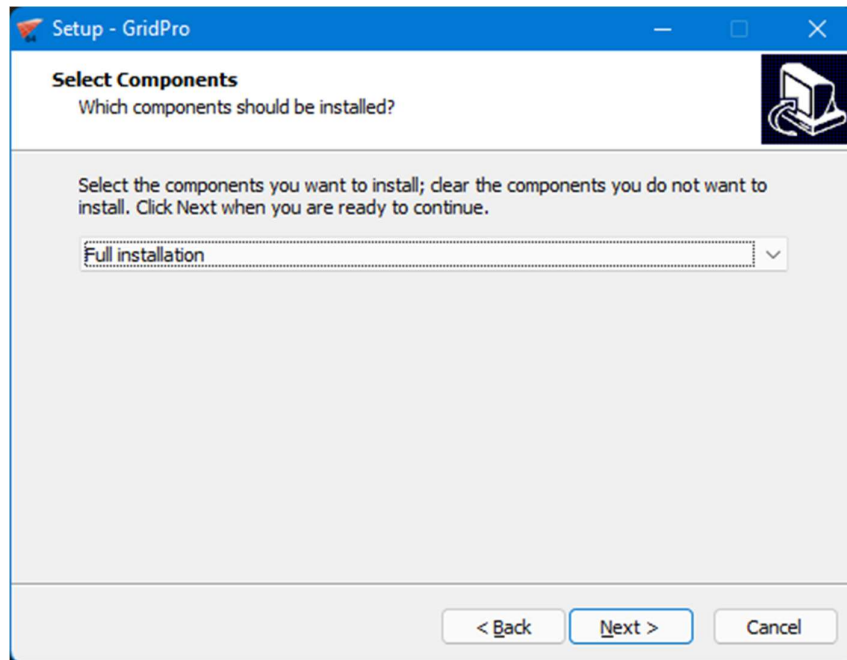 Setup - GridPro
Select Components
Which components should be installed?
Select the components you want to install; clear the components you do not want to
install. Click Next when you are ready to continue.
Full installation
< Back
Next >
Cancel